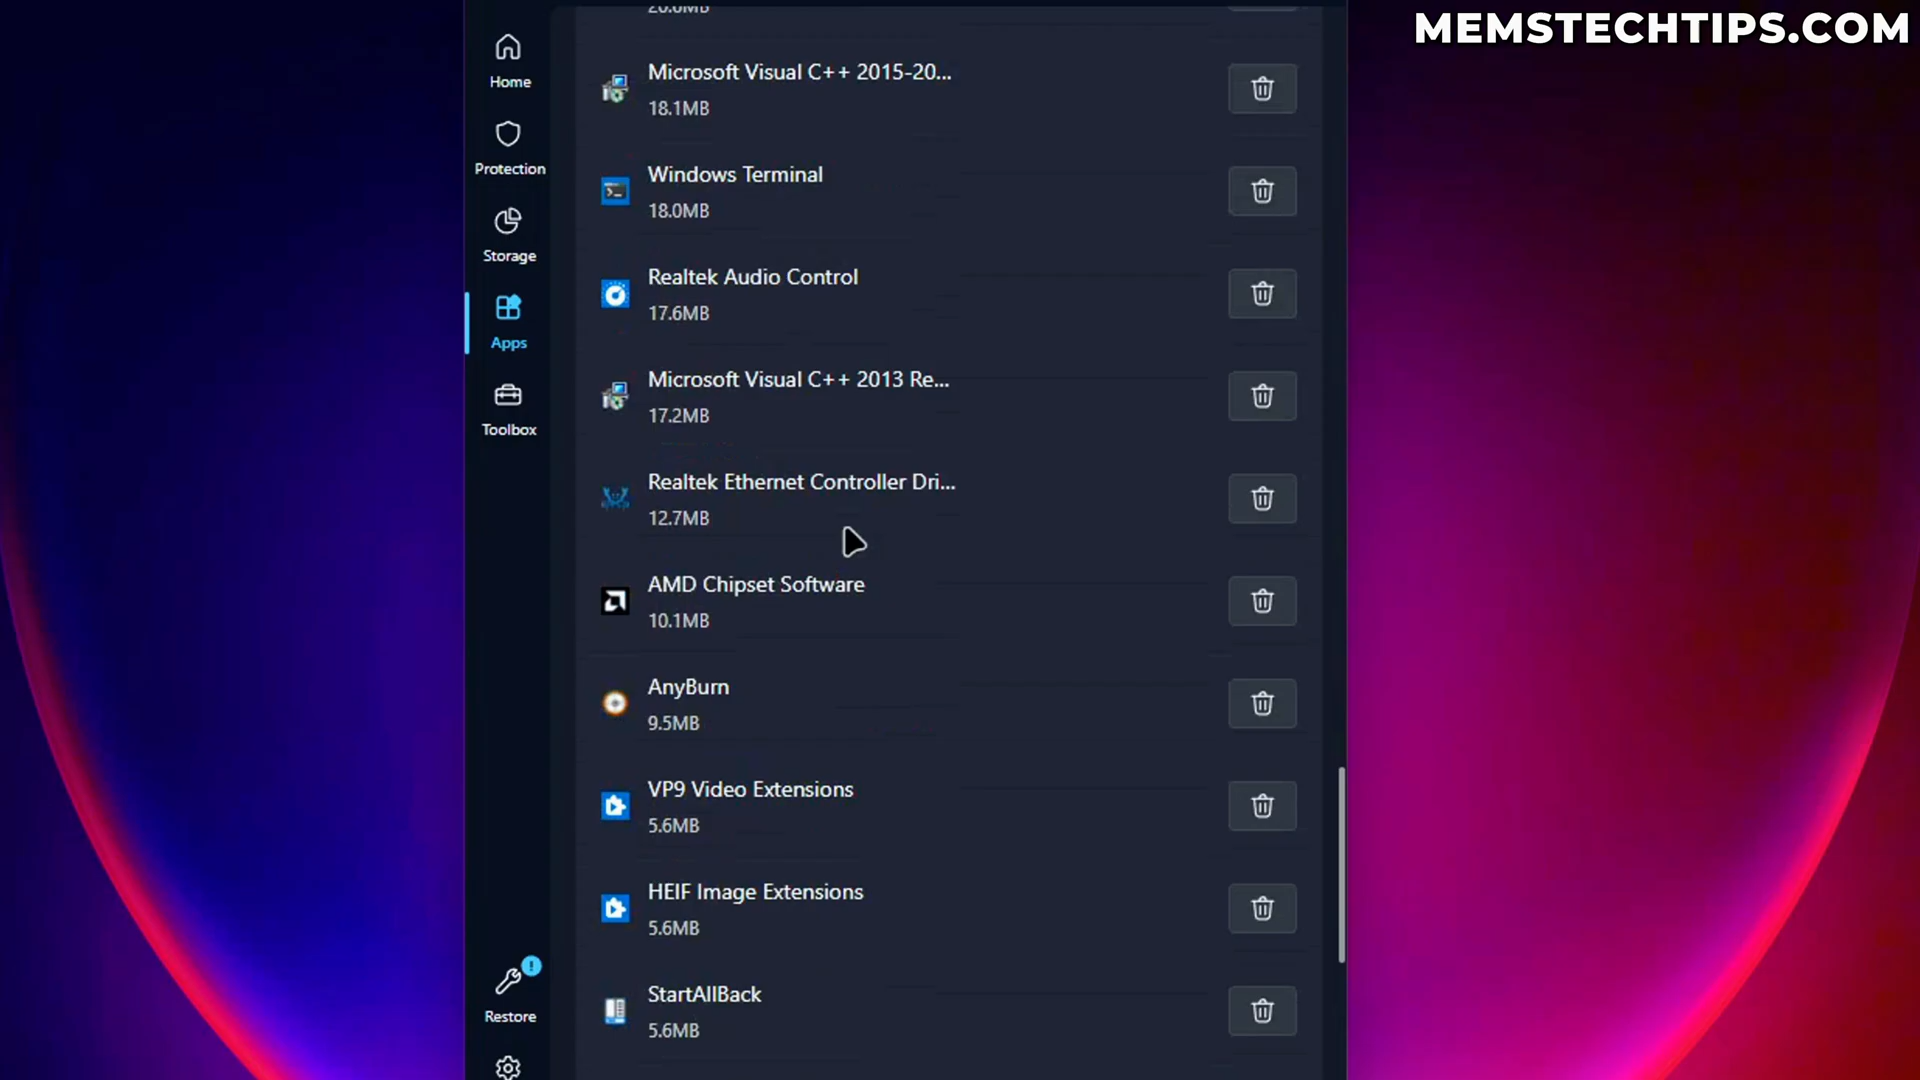 MEMSTECHTIPS.COM
Home
Protection
Storage
Apps
Toolbox
Restore
20.6MB
Microsoft Visual C++ 2015-20...
18.1MB
Windows Terminal
18.0MB
Realtek Audio Control
17.6MB
Microsoft Visual C++ 2013 Re...
17.2MB
Realtek Ethernet Controller Dri...
12.7MB
AMD Chipset Software
10.1MB
AnyBurn
9.5MB
VP9 Video Extensions
5.6MB
HEIF Image Extensions
5.6MB
StartAllBack
5.6MB